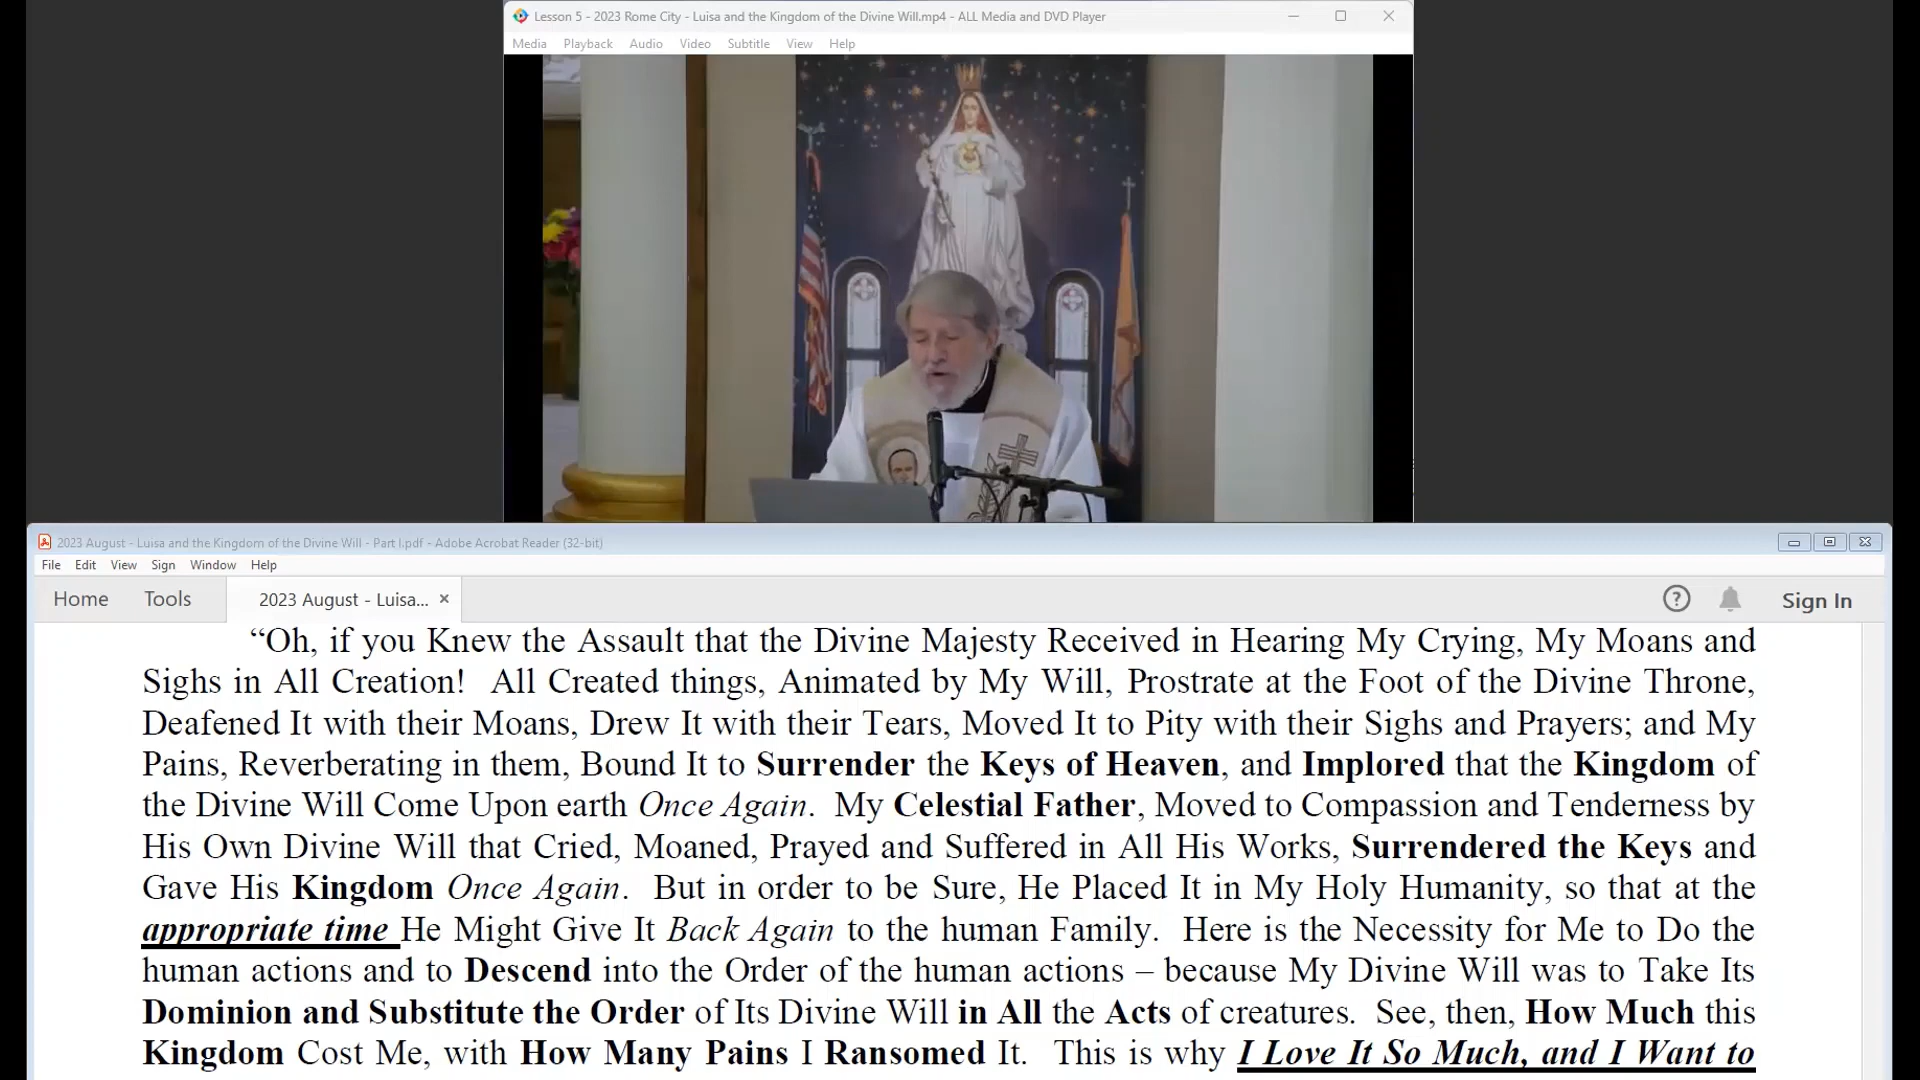 Lesson 5 - 2023 Rome City - Luisa and the Kingdom of the Divine Will.mp4 - ALL Media and DVD Player
Media Playback Audio Video Subtitle View Help
2023 August - Luisa and the Kingdom of the Divine Will - Part I.pdf - Adobe Acrobat Reader (32-bit)
File Edit View Sign Window Help
Home Tools 2023 August - Luisa... × Sign In
“Oh, if you Knew the Assault that the Divine Majesty Received in Hearing My Crying, My Moans and
Sighs in All Creation! All Created things, Animated by My Will, Prostrate at the Foot of the Divine Throne,
Deafened It with their Moans, Drew It with their Tears, Moved It to Pity with their Sighs and Prayers; and My
Pains, Reverberating in them, Bound It to Surrender the Keys of Heaven, and Implored that the Kingdom of
the Divine Will Come Upon earth Once Again. My Celestial Father, Moved to Compassion and Tenderness by
His Own Divine Will that Cried, Moaned, Prayed and Suffered in All His Works, Surrendered the Keys and
Gave His Kingdom Once Again. But in order to be Sure, He Placed It in My Holy Humanity, so that at the
appropriate time He Might Give It Back Again to the human Family. Here is the Necessity for Me to Do the
human actions and to Descend into the Order of the human actions – because My Divine Will was to Take Its
Dominion and Substitute the Order of Its Divine Will in All the Acts of creatures. See, then, How Much this
Kingdom Cost Me, with How Many Pains I Ransomed It. This is why I Love It So Much, and I Want to